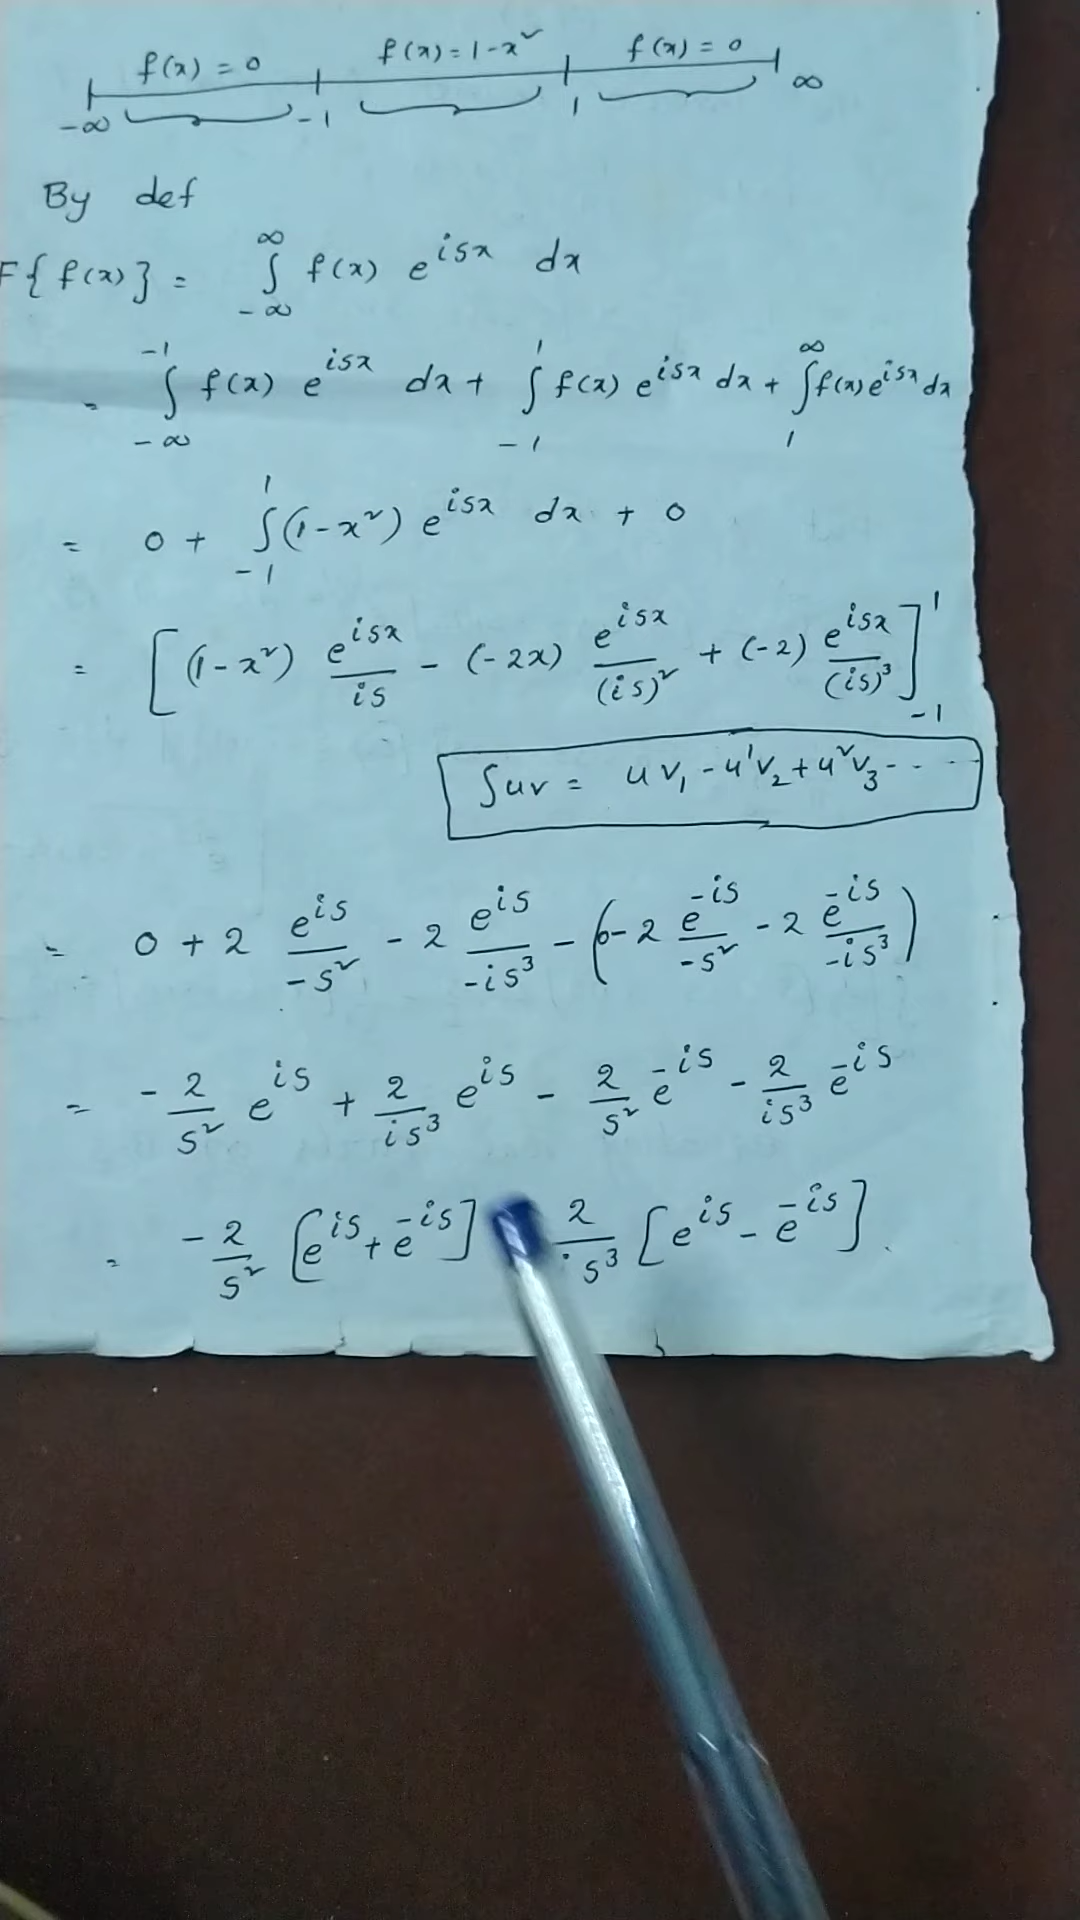 f(x) = 0 f(x) = 1-x² f(x) = 0
-∞ -1 1 ∞
By def
F{f(x)} = ∫_{-∞}^{∞} f(x) e^{isx} dx
= ∫_{-∞}^{-1} f(x) e^{isx} dx + ∫_{-1}^{1} f(x) e^{isx} dx + ∫_{1}^{∞} f(x) e^{isx} dx
= 0 + ∫_{-1}^{1} (1-x²) e^{isx} dx + 0
= [(1-x²) e^{isx}/is - (-2x) e^{isx}/(is)² + (-2) e^{isx}/(is)³]_{-1}^{1}
∫uv = uv₁ - u'v₂ + u²v₃ - - - -
= 0 + 2 e^{is}/-s² - 2 e^{is}/-is³ - (0 - 2 e^{-is}/-s² - 2 e^{-is}/-is³)
= -2/s² e^{is} + 2/is³ e^{is} - 2/s² e^{-is} - 2/is³ e^{-is}
= -2/s² [e^{is} + e^{-is}] 2/is³ [e^{is} - e^{-is}]